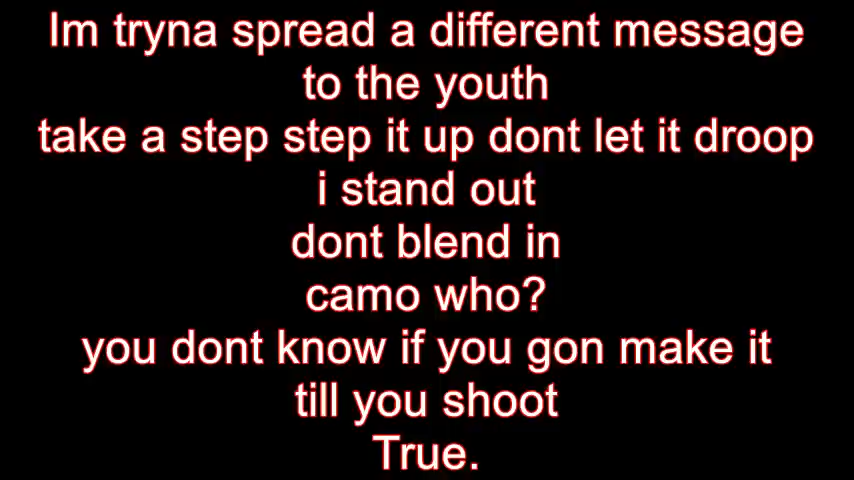 Im tryna spread a different message
to the youth
take a step step it up dont let it droop
i stand out
dont blend in
camo who?
you dont know if you gon make it
till you shoot
True.